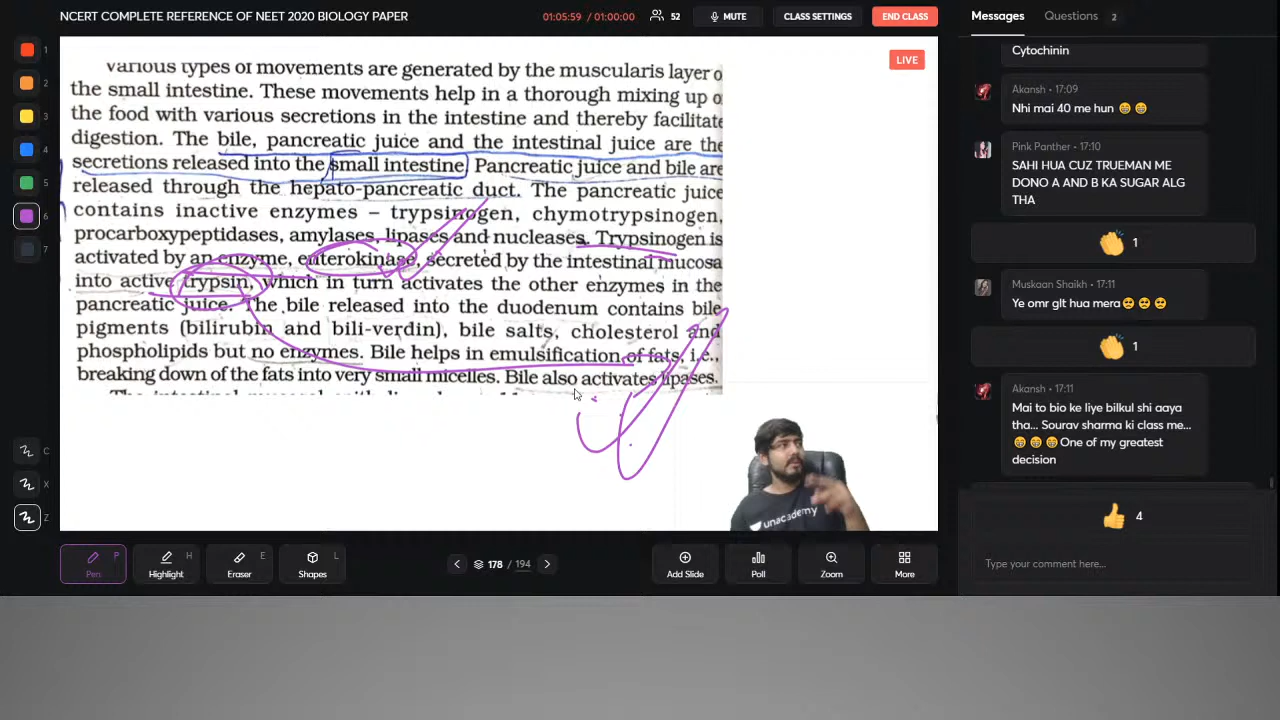 NCERT COMPLETE REFERENCE OF NEET 2020 BIOLOGY PAPER
01:05:59 / 01:00:00
52
MUTE
CLASS SETTINGS
END CLASS
LIVE
1
2
3
4
5
6
7
C
X
Z
various types of movements are generated by the muscularis layer o
the small intestine. These movements help in a thorough mixing up o
the food with various secretions in the intestine and thereby facilitate
digestion. The bile, pancreatic juice and the intestinal juice are the
secretions released into the small intestine. Pancreatic juice and bile are
released through the hepato-pancreatic duct. The pancreatic juice
contains inactive enzymes – trypsinogen, chymotrypsinogen,
procarboxypeptidases, amylases, lipases and nucleases. Trypsinogen is
activated by an enzyme, enterokinase, secreted by the intestinal mucosa
into active trypsin, which in turn activates the other enzymes in the
pancreatic juice. The bile released into the duodenum contains bile
pigments (bilirubin and bili-verdin), bile salts, cholesterol and
phospholipids but no enzymes. Bile helps in emulsification of fats, i.e.,
breaking down of the fats into very small micelles. Bile also activates lipases.
unacademy
Pen P
Highlight H
Eraser E
Shapes L
178 / 194
Add Slide
Poll
Zoom
More
Messages
Questions 2
Cytochinin
Akansh • 17:09
Nhi mai 40 me hun 😁😁
Pink Panther • 17:10
SAHI HUA CUZ TRUEMAN ME
DONO A AND B KA SUGAR ALG
THA
👏 1
Muskaan Shaikh • 17:11
Ye omr glt hua mera🥺🥺🥺
👏 1
Akansh • 17:11
Mai to bio ke liye bilkul shi aaya
tha... Sourav sharma ki class me...
😁😁😁One of my greatest
decision
👍 4
Type your comment here...